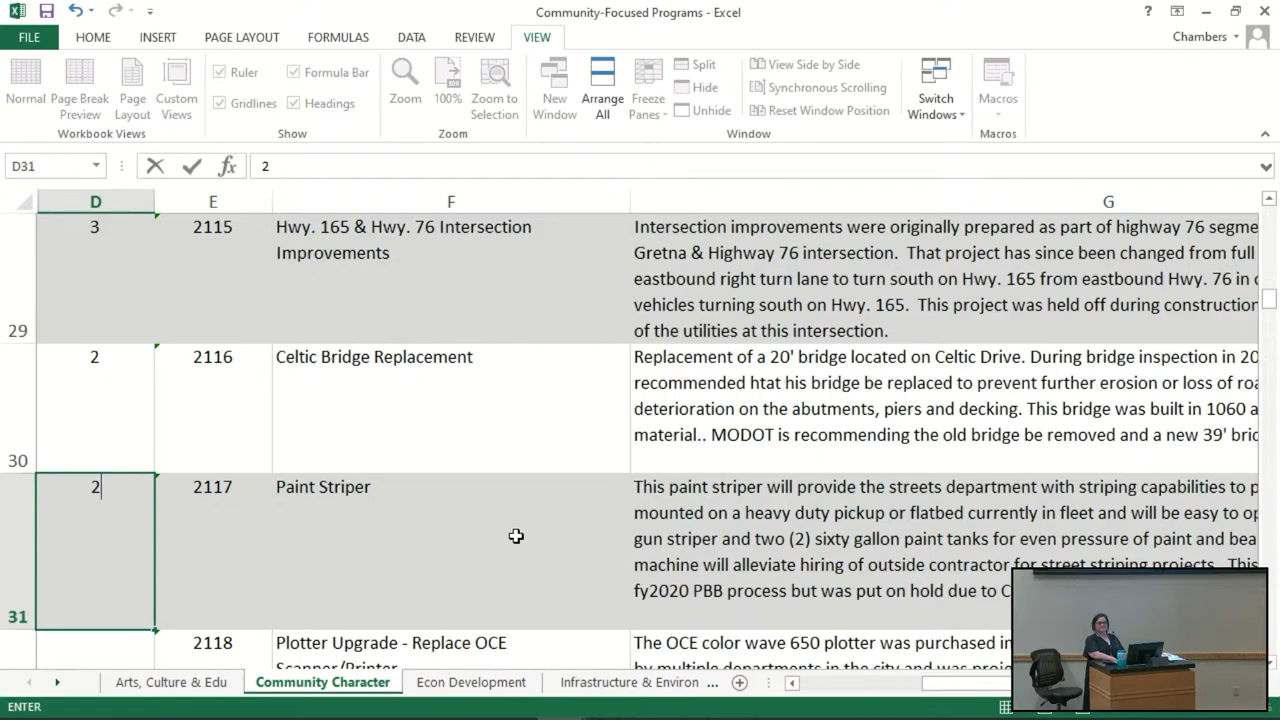 Community-Focused Programs - Excel
?
FILE HOME INSERT PAGE LAYOUT FORMULAS DATA REVIEW VIEW
Chambers
Normal
Page Break Preview
Page Layout
Custom Views
Workbook Views
Ruler
Formula Bar
Gridlines
Headings
Show
Zoom
100%
Zoom to Selection
Zoom
New Window
Arrange All
Freeze Panes
Split
Hide
Unhide
View Side by Side
Synchronous Scrolling
Reset Window Position
Window
Switch Windows
Macros
Macros
D31
fx
2
D E F G
29
3
2115
Hwy. 165 & Hwy. 76 Intersection
Improvements
Intersection improvements were originally prepared as part of highway 76 segme
Gretna & Highway 76 intersection. That project has since been changed from full
eastbound right turn lane to turn south on Hwy. 165 from eastbound Hwy. 76 in
vehicles turning south on Hwy. 165. This project was held off during construction
of the utilities at this intersection.
30
2
2116
Celtic Bridge Replacement
Replacement of a 20' bridge located on Celtic Drive. During bridge inspection in 20
recommended htat his bridge be replaced to prevent further erosion or loss of roa
deterioration on the abutments, piers and decking. This bridge was built in 1060 a
material.. MODOT is recommending the old bridge be removed and a new 39' brid
31
2
2117
Paint Striper
This paint striper will provide the streets department with striping capabilities to p
mounted on a heavy duty pickup or flatbed currently in fleet and will be easy to op
gun striper and two (2) sixty gallon paint tanks for even pressure of paint and bea
machine will alleviate hiring of outside contractor for street striping projects. This
fy2020 PBB process but was put on hold due to C
2118
Plotter Upgrade - Replace OCE
Scanner/Printer
The OCE color wave 650 plotter was purchased in
by multiple departments in the city and was proj
Arts, Culture & Edu
Community Character
Econ Development
Infrastructure & Environ ...
ENTER